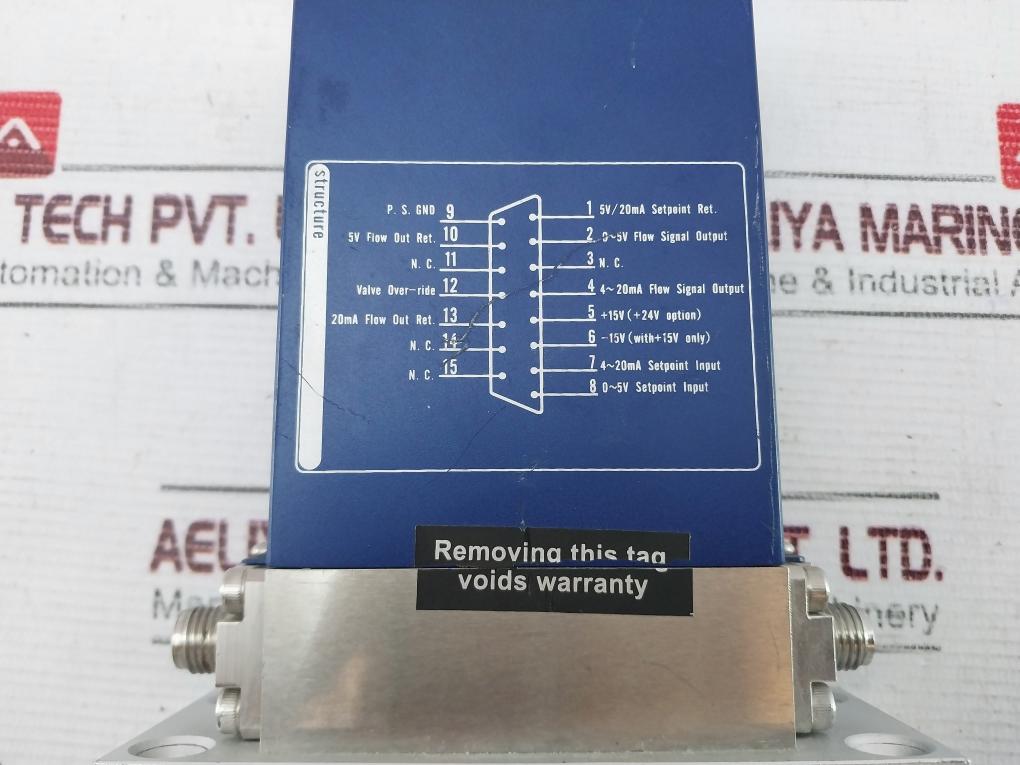 TECH PVT.
IYA MARIN
tomation & Mach
e & Industrial A
structure
P. S. GND 9
5V Flow Out Ret. 10
N. C. 11
Valve Over-ride 12
20mA Flow Out Ret. 13
N. C. 14
N. C. 15
1 5V/20mA Setpoint Ret.
2 0~5V Flow Signal Output
3 N. C.
4 4~20mA Flow Signal Output
5 +15V (+24V option)
6 -15V (with+15V only)
7 4~20mA Setpoint Input
8 0~5V Setpoint Input
Removing this tag
voids warranty
AELI
T. LTD.
Ma
hinery